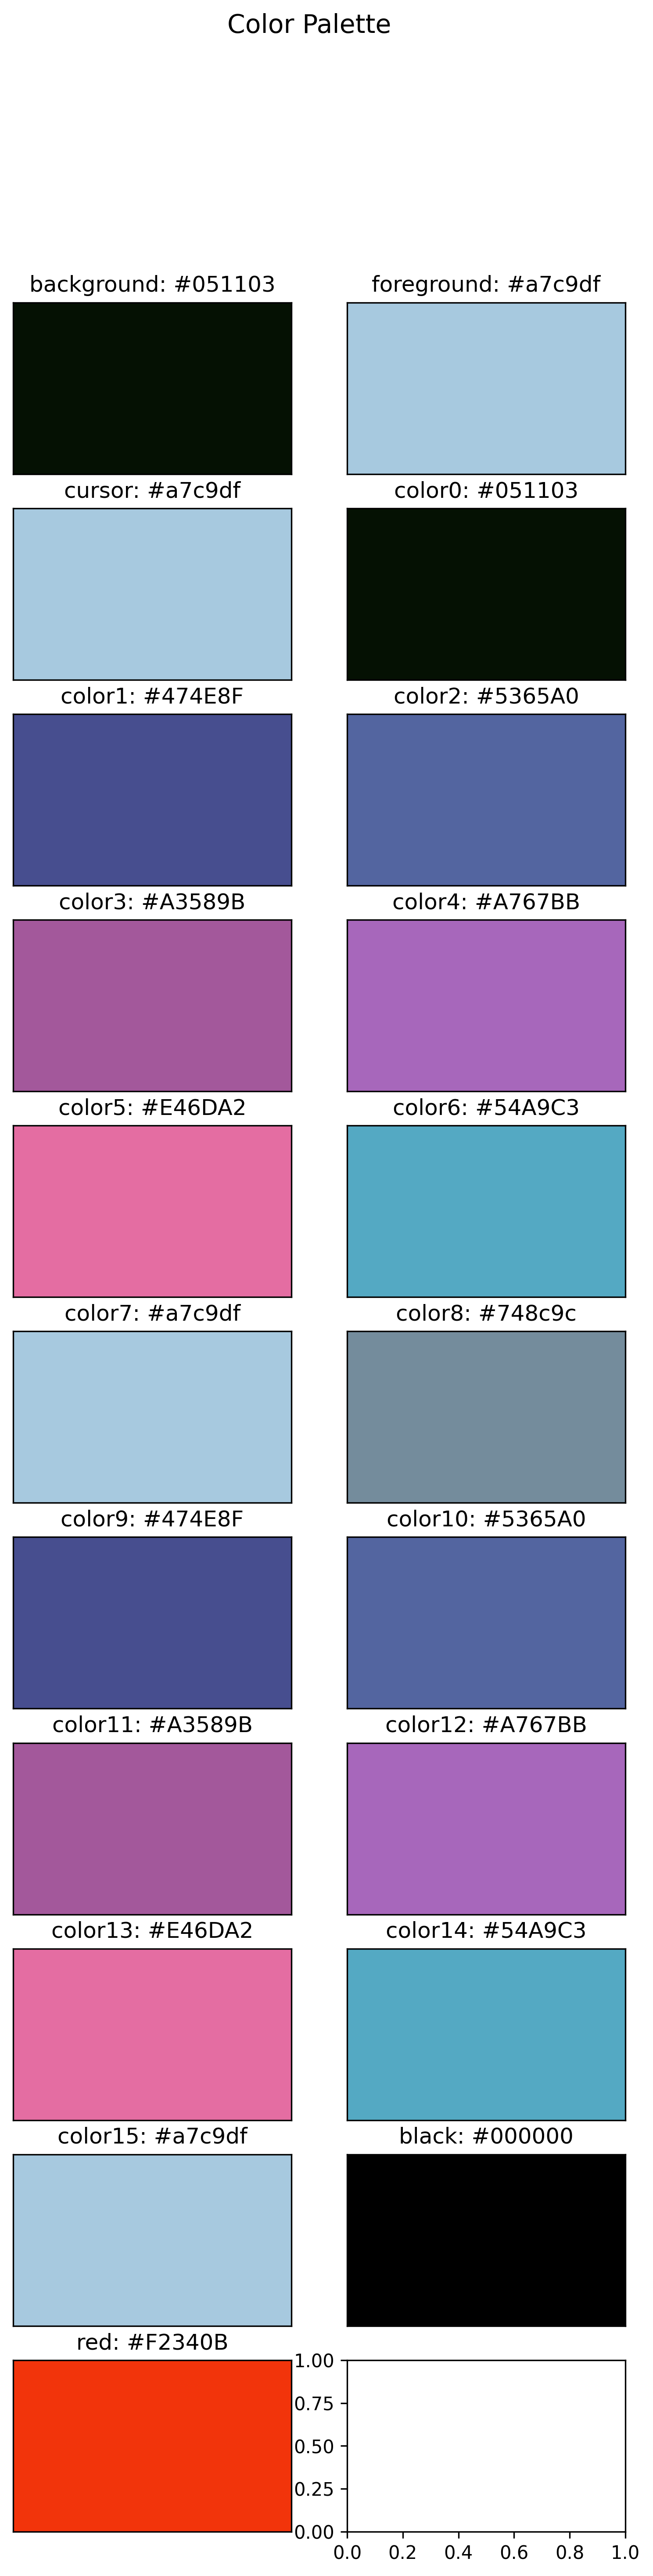 Color Palette
background: #051103
foreground: #a7c9df
cursor: #a7c9df
color0: #051103
color1: #474E8F
color2: #5365A0
color3: #A3589B
color4: #A767BB
color5: #E46DA2
color6: #54A9C3
color7: #a7c9df
color8: #748c9c
color9: #474E8F
color10: #5365A0
color11: #A3589B
color12: #A767BB
color13: #E46DA2
color14: #54A9C3
color15: #a7c9df
black: #000000
red: #F2340B
1.00
0.75
0.50
0.25
0.00
0.0 0.2 0.4 0.6 0.8 1.0